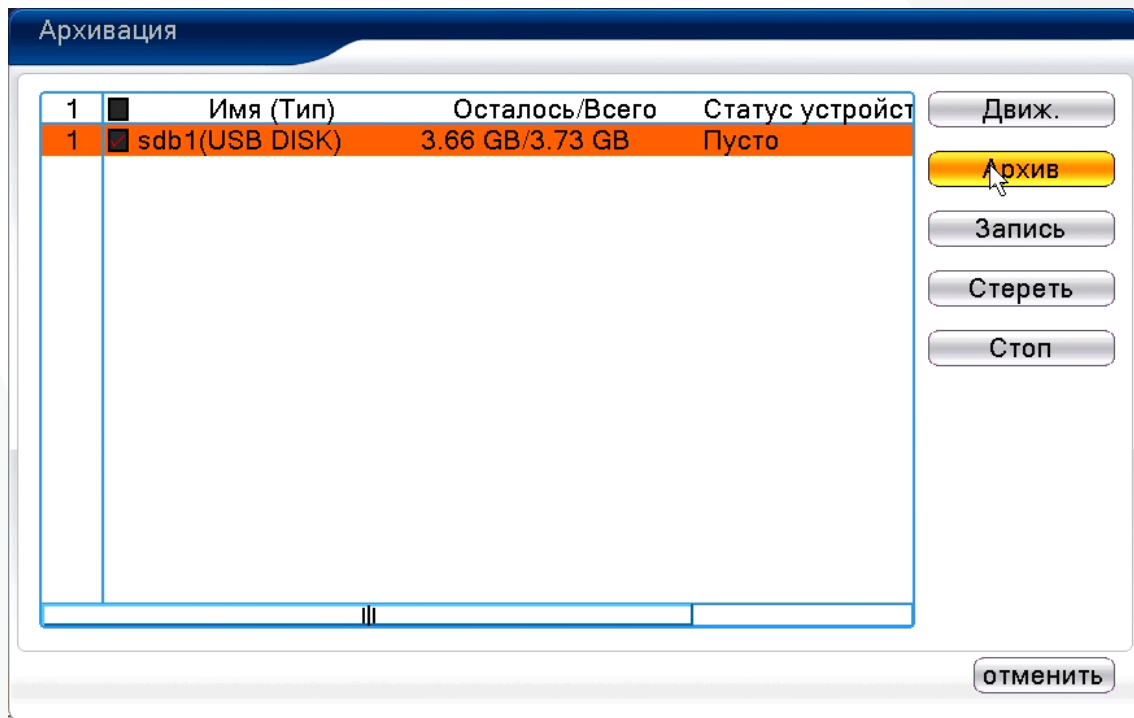 Архивация
1 Имя (Тип) Осталось/Всего Статус устройст
1 sdb1(USB DISK) 3.66 GB/3.73 GB Пусто
Движ.
Архив
Запись
Стереть
Стоп
отменить